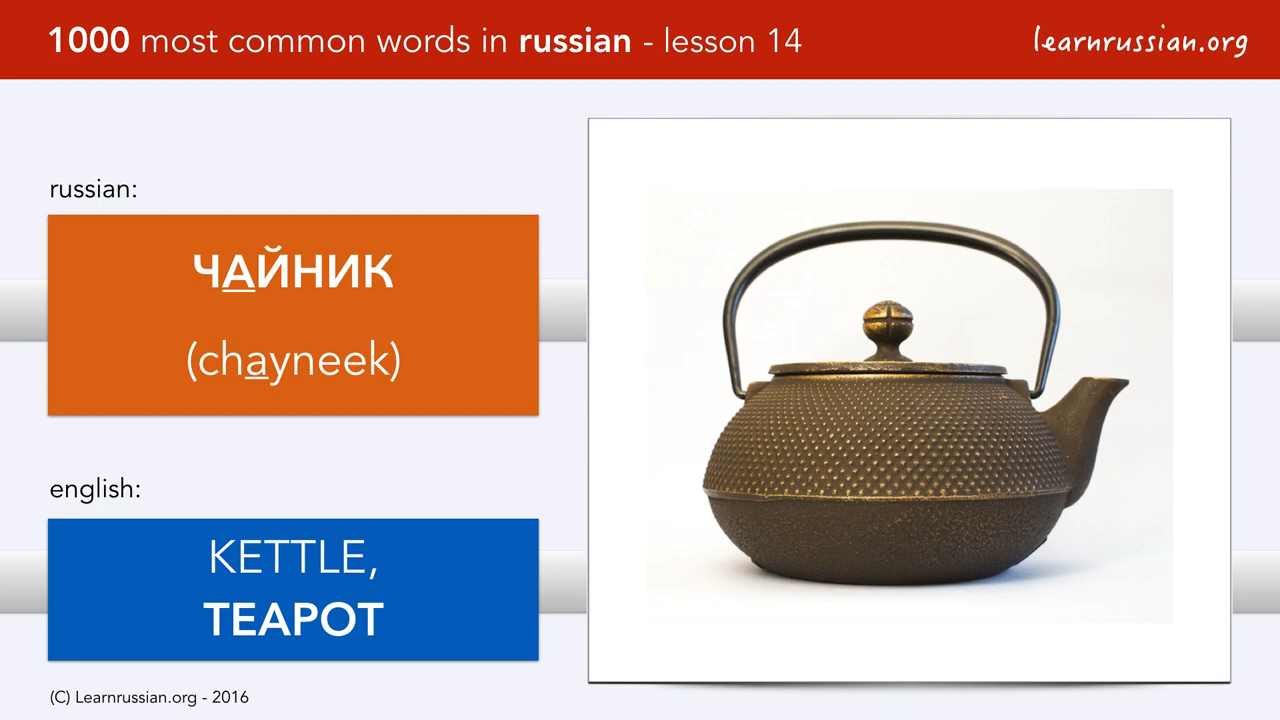 1000 most common words in russian - lesson 14
learnrussian.org
russian:
ЧАЙНИК
(chayneek)
english:
KETTLE,
TEAPOT
(C) Learnrussian.org - 2016